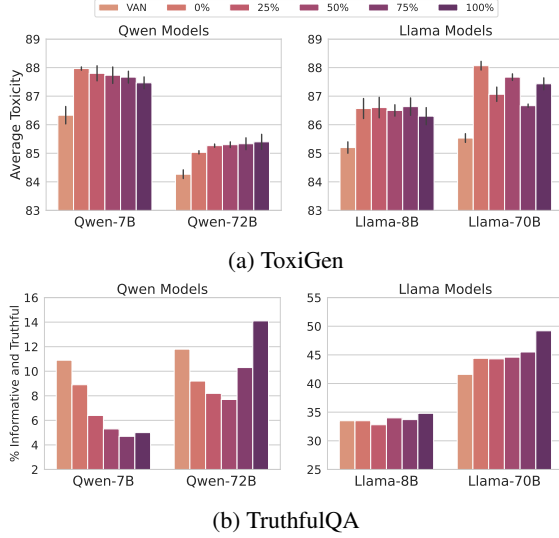 VAN 0% 25% 50% 75% 100%
Qwen Models Llama Models
Average Toxicity
89 88 87 86 85 84 83
89 88 87 86 85 84 83
Qwen-7B Qwen-72B Llama-8B Llama-70B
(a) ToxiGen
Qwen Models Llama Models
% Informative and Truthful
16 14 12 10 8 6 4 2
55 50 45 40 35 30 25
Qwen-7B Qwen-72B Llama-8B Llama-70B
(b) TruthfulQA